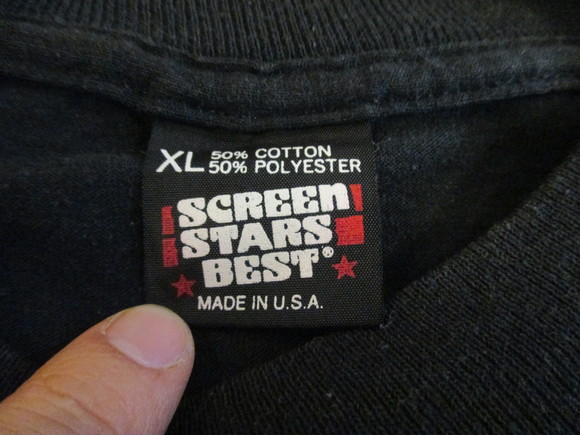 XL 50% COTTON
50% POLYESTER
SCREEN
STARS
BEST®
MADE IN U.S.A.